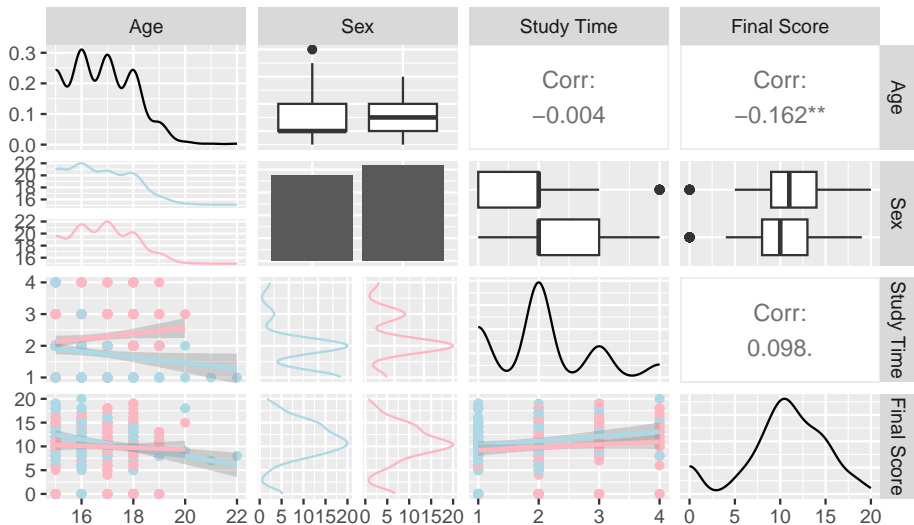 Age Sex Study Time Final Score
0.3
0.2
0.1
0.0
Corr:
−0.004
Corr:
−0.162**
Age
22
20
18
16
22
20
18
16
Sex
4
3
2
1
Corr:
0.098.
Study Time
20
15
10
5
0
Final Score
16 18 20 22 0 5 10 15 20 0 5 10 15 20 1 2 3 4 0 5 10 15 20